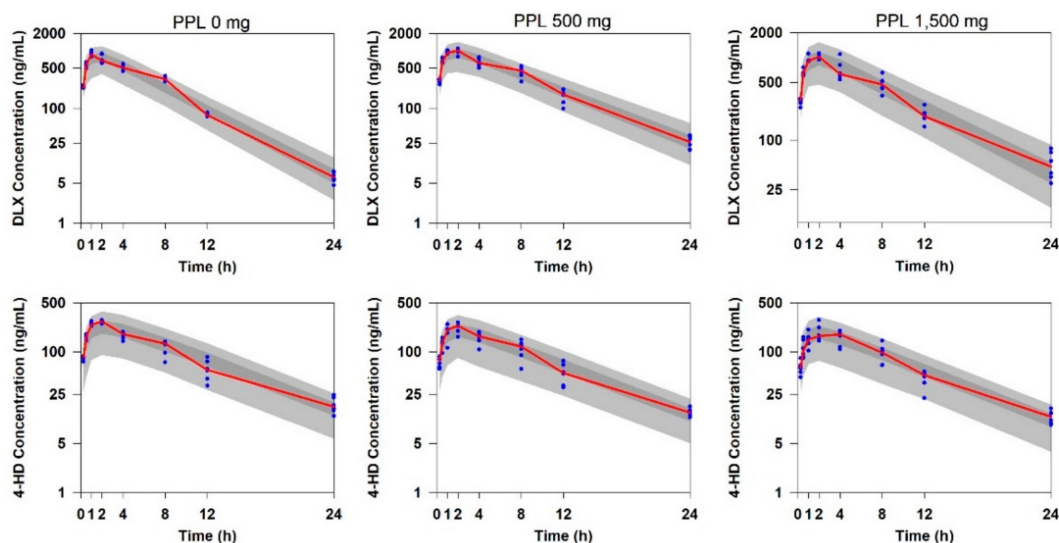 PPL 0 mg
PPL 500 mg
PPL 1,500 mg
DLX Concentration (ng/mL)
2000
500
100
25
5
1
0 1 2 4 8 12 24
Time (h)
DLX Concentration (ng/mL)
2000
500
100
25
5
1
0 1 2 4 8 12 24
Time (h)
DLX Concentration (ng/mL)
2000
500
100
25
0 1 2 4 8 12 24
Time (h)
4-HD Concentration (ng/mL)
500
100
25
5
1
0 1 2 4 8 12 24
Time (h)
4-HD Concentration (ng/mL)
500
100
25
5
1
0 1 2 4 8 12 24
Time (h)
4-HD Concentration (ng/mL)
500
100
25
5
1
0 1 2 4 8 12 24
Time (h)